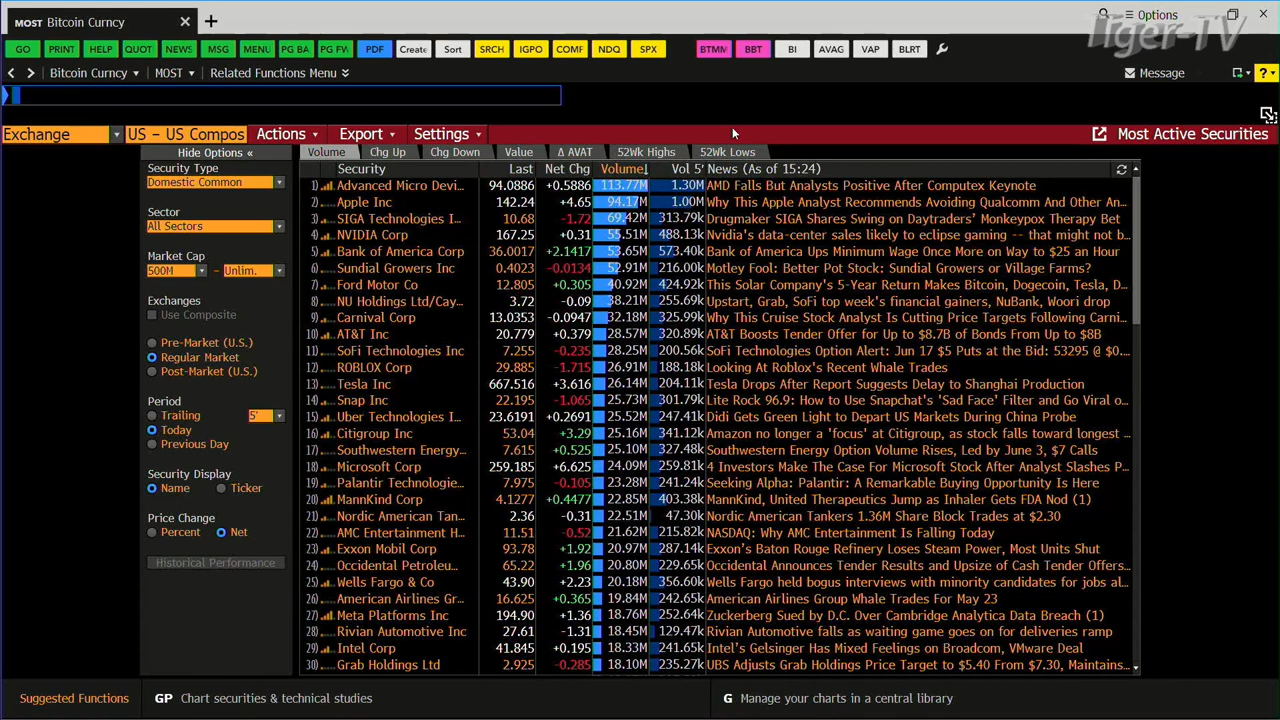 MOST Bitcoin Curncy
Options
Tiger-TV
GO PRINT HELP QUOT NEWS MSG MENU PG BA PG FW PDF Create Sort SRCH IGPO COMF NDQ SPX BTMM BBT BI AVAG VAP BLRT
Bitcoin Curncy MOST Related Functions Menu Message ?
Exchange US - US Compos Actions Export Settings Most Active Securities
Hide Options «
Security Type
Domestic Common
Sector
All Sectors
Market Cap
500M - Unlim.
Exchanges
Use Composite
Pre-Market (U.S.)
Regular Market
Post-Market (U.S.)
Period
Trailing 5'
Today
Previous Day
Security Display
Name Ticker
Price Change
Percent Net
Historical Performance
Volume Chg Up Chg Down Value Δ AVAT 52Wk Highs 52Wk Lows
Security Last Net Chg Volume↓ Vol 5' News (As of 15:24)
1) Advanced Micro Devi… 94.0886 +0.5886 113.77M 1.30M AMD Falls But Analysts Positive After Computex Keynote
2) Apple Inc 142.24 +4.65 94.17M 1.00M Why This Apple Analyst Recommends Avoiding Qualcomm And Other An…
3) SIGA Technologies I… 10.68 -1.72 69.42M 313.79k Drugmaker SIGA Shares Swing on Daytraders’ Monkeypox Therapy Bet
4) NVIDIA Corp 167.25 +0.31 55.51M 488.13k Nvidia's data-center sales likely to eclipse gaming -- that might not b…
5) Bank of America Corp 36.0017 +2.1417 53.65M 573.40k Bank of America Ups Minimum Wage Once More on Way to $25 an Hour
6) Sundial Growers Inc 0.4023 -0.0134 52.91M 216.00k Motley Fool: Better Pot Stock: Sundial Growers or Village Farms?
7) Ford Motor Co 12.805 +0.305 40.92M 424.92k This Solar Company's 5-Year Return Makes Bitcoin, Dogecoin, Tesla, D…
8) NU Holdings Ltd/Cay… 3.72 -0.09 38.21M 255.69k Upstart, Grab, SoFi top week's financial gainers, NuBank, Woori drop
9) Carnival Corp 13.0353 -0.0947 32.18M 325.99k Why This Cruise Stock Analyst Is Cutting Price Targets Following Carni…
10) AT&T Inc 20.779 +0.379 28.57M 320.89k AT&T Boosts Tender Offer for Up to $8.7B of Bonds From Up to $8B
11) SoFi Technologies Inc 7.255 -0.235 28.25M 200.56k SoFi Technologies Option Alert: Jun 17 $5 Puts at the Bid: 53295 @ $0.…
12) ROBLOX Corp 29.885 -1.715 26.91M 188.18k Looking At Roblox's Recent Whale Trades
13) Tesla Inc 667.516 +3.616 26.14M 204.11k Tesla Drops After Report Suggests Delay to Shanghai Production
14) Snap Inc 22.195 -1.065 25.73M 301.79k Lite Rock 96.9: How to Use Snapchat's 'Sad Face' Filter and Go Viral o…
15) Uber Technologies I… 23.6191 +0.2691 25.52M 247.41k Didi Gets Green Light to Depart US Markets During China Probe
16) Citigroup Inc 53.04 +3.29 25.16M 341.12k Amazon no longer a 'focus' at Citigroup, as stock falls toward longest …
17) Southwestern Energy… 7.615 +0.525 25.10M 327.48k Southwestern Energy Option Volume Rises, Led by June 3, $7 Calls
18) Microsoft Corp 259.185 +6.625 24.09M 259.81k 4 Investors Make The Case For Microsoft Stock After Analyst Slashes P…
19) Palantir Technologie… 7.975 -0.105 23.28M 241.24k Seeking Alpha: Palantir: A Remarkable Buying Opportunity Is Here
20) MannKind Corp 4.1277 +0.4477 22.85M 403.38k MannKind, United Therapeutics Jump as Inhaler Gets FDA Nod (1)
21) Nordic American Tan… 2.36 -0.31 22.51M 47.30k Nordic American Tankers 1.36M Share Block Trades at $2.30
22) AMC Entertainment H… 11.51 -0.52 21.62M 215.82k NASDAQ: Why AMC Entertainment Is Falling Today
23) Exxon Mobil Corp 93.78 +1.92 20.97M 287.14k Exxon’s Baton Rouge Refinery Loses Steam Power, Most Units Shut
24) Occidental Petroleu… 65.22 +1.96 20.80M 229.65k Occidental Announces Tender Results and Upsize of Cash Tender Offers…
25) Wells Fargo & Co 43.90 +2.23 20.18M 356.60k Wells Fargo held bogus interviews with minority candidates for jobs al…
26) American Airlines Gr… 16.625 +0.365 19.84M 242.65k American Airlines Group Whale Trades For May 23
27) Meta Platforms Inc 194.90 +1.36 18.76M 252.64k Zuckerberg Sued by D.C. Over Cambridge Analytica Data Breach (1)
28) Rivian Automotive Inc 27.61 -1.31 18.45M 129.47k Rivian Automotive falls as waiting game goes on for deliveries ramp
29) Intel Corp 41.845 +0.195 18.33M 241.65k Intel's Gelsinger Has Mixed Feelings on Broadcom, VMware Deal
30) Grab Holdings Ltd 2.925 -0.285 18.10M 235.27k UBS Adjusts Grab Holdings Price Target to $5.40 From $7.30, Maintains…
Suggested Functions GP Chart securities & technical studies G Manage your charts in a central library